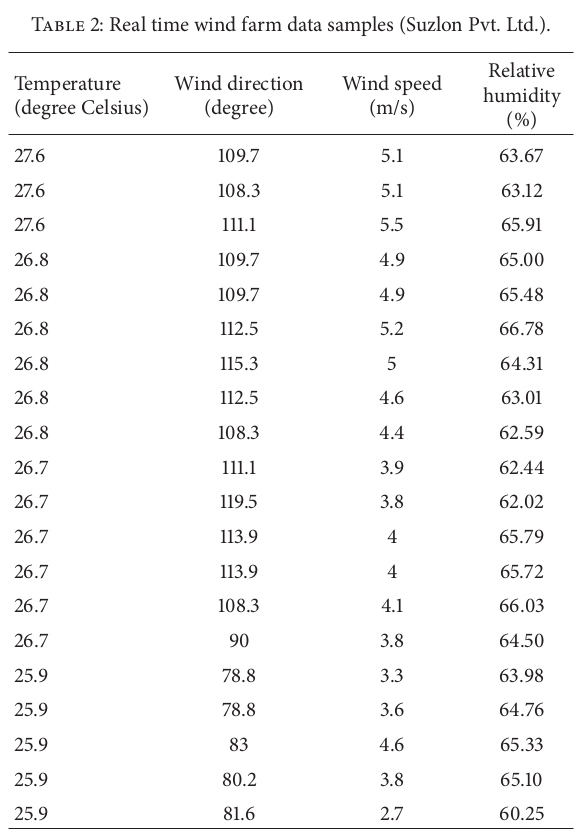 TABLE 2: Real time wind farm data samples (Suzlon Pvt. Ltd.).
Temperature (degree Celsius) Wind direction (degree) Wind speed (m/s) Relative humidity (%)
27.6 109.7 5.1 63.67
27.6 108.3 5.1 63.12
27.6 111.1 5.5 65.91
26.8 109.7 4.9 65.00
26.8 109.7 4.9 65.48
26.8 112.5 5.2 66.78
26.8 115.3 5 64.31
26.8 112.5 4.6 63.01
26.8 108.3 4.4 62.59
26.7 111.1 3.9 62.44
26.7 119.5 3.8 62.02
26.7 113.9 4 65.79
26.7 113.9 4 65.72
26.7 108.3 4.1 66.03
26.7 90 3.8 64.50
25.9 78.8 3.3 63.98
25.9 78.8 3.6 64.76
25.9 83 4.6 65.33
25.9 80.2 3.8 65.10
25.9 81.6 2.7 60.25